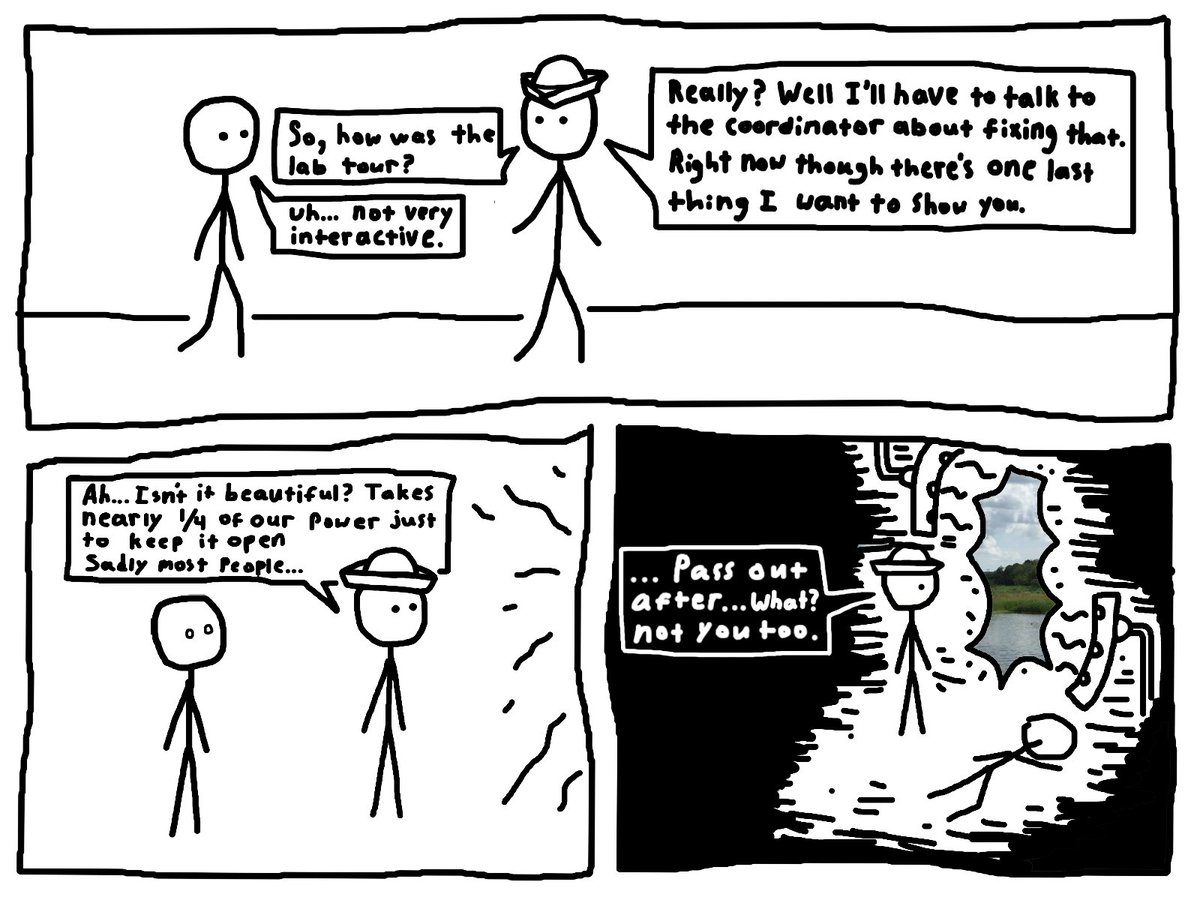 So, how was the
lab tour?
uh... not very
interactive.
Really? Well I'll have to talk to
the coordinator about fixing that.
Right now though there's one last
thing I want to show you.
Ah... Isn't it beautiful? Takes
nearly 1/4 of our power just
to keep it open
Sadly most people...
... Pass out
after... What?
not you too.